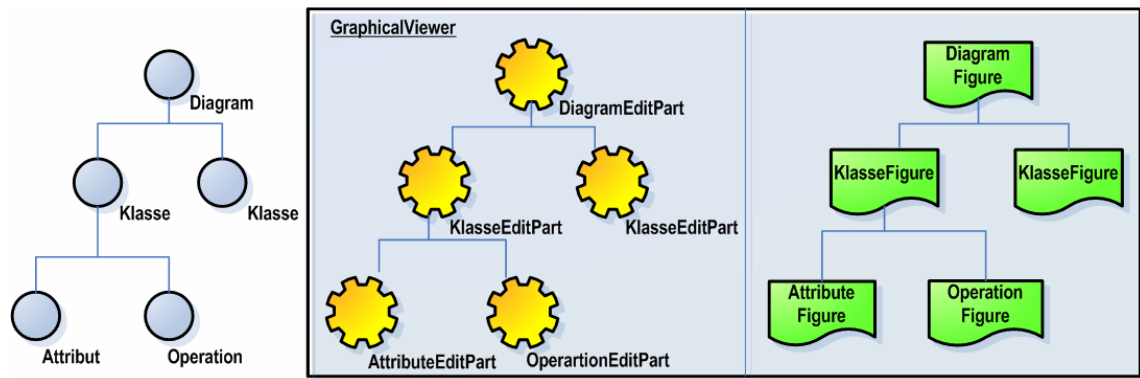 Diagram
Klasse
Klasse
Attribut
Operation
GraphicalViewer
DiagramEditPart
KlasseEditPart
KlasseEditPart
AttributeEditPart
OperartionEditPart
Diagram
Figure
KlasseFigure
KlasseFigure
Attribute
Figure
Operation
Figure